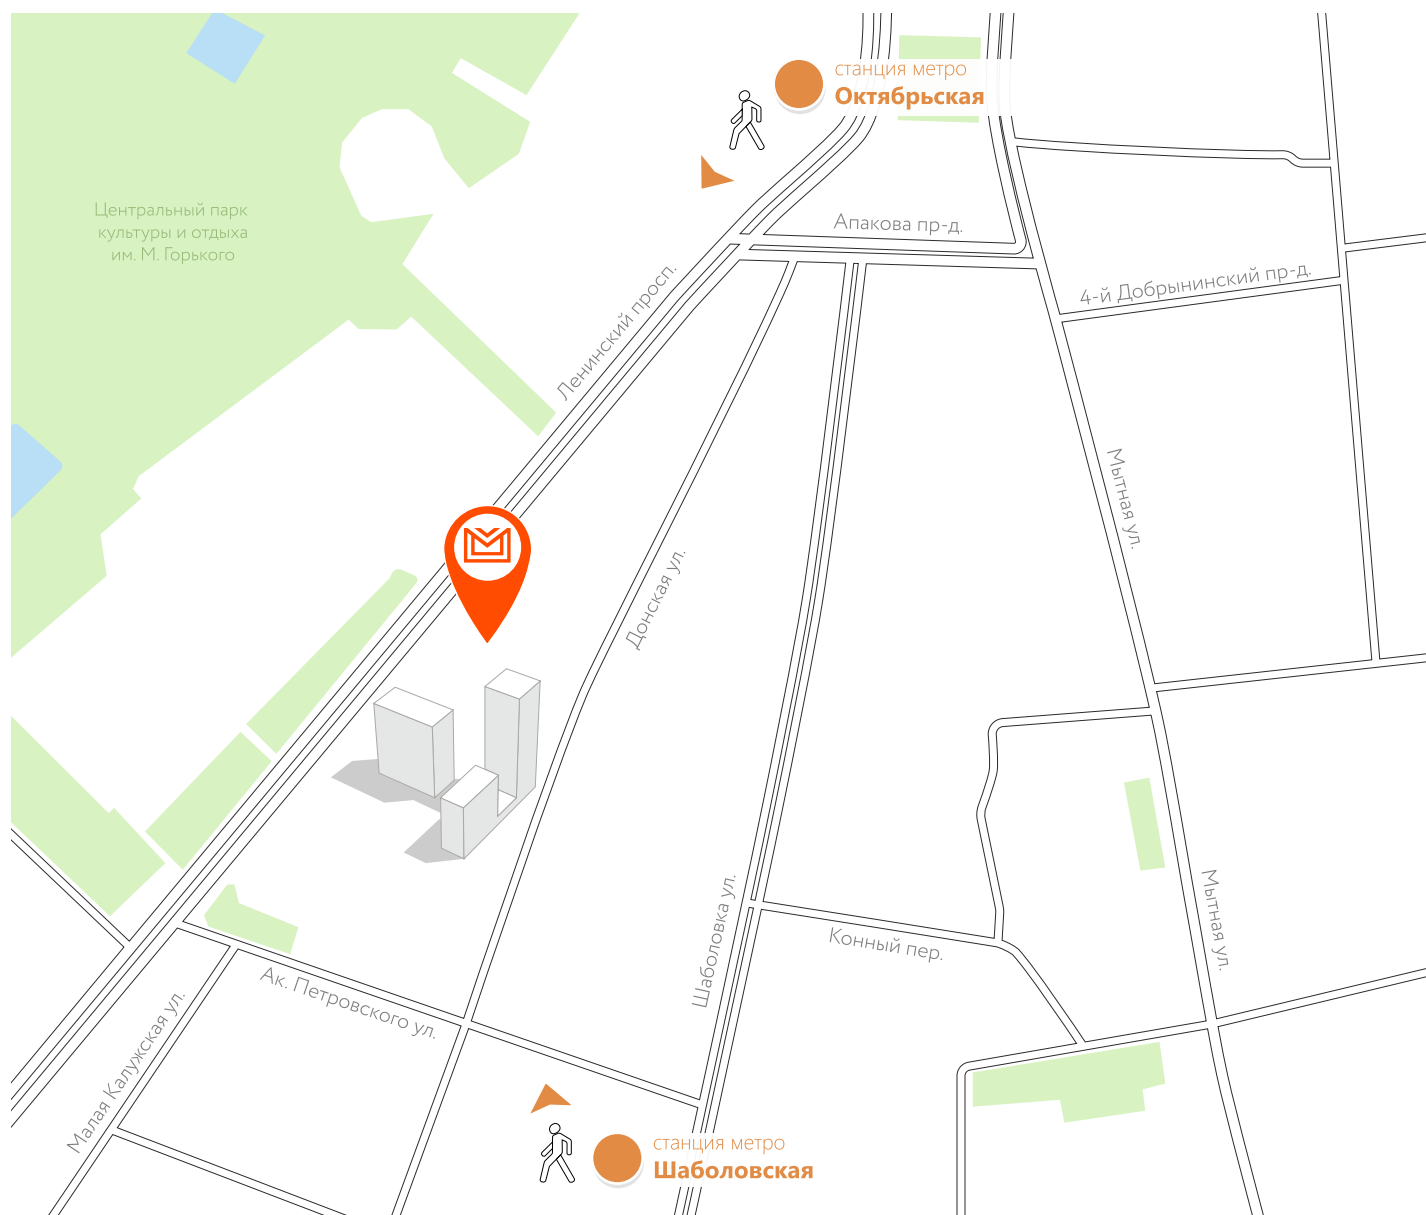 станция метро
Октябрьская
Центральный парк
культуры и отдыха
им. М. Горького
Апакова пр-д.
4-й Добрынинский пр-д.
Ленинский просп.
Мытная ул.
Донская ул.
Шаболовка ул.
Мытная ул.
Конный пер.
Ак. Петровского ул.
Малая Калужская ул.
станция метро
Шаболовская